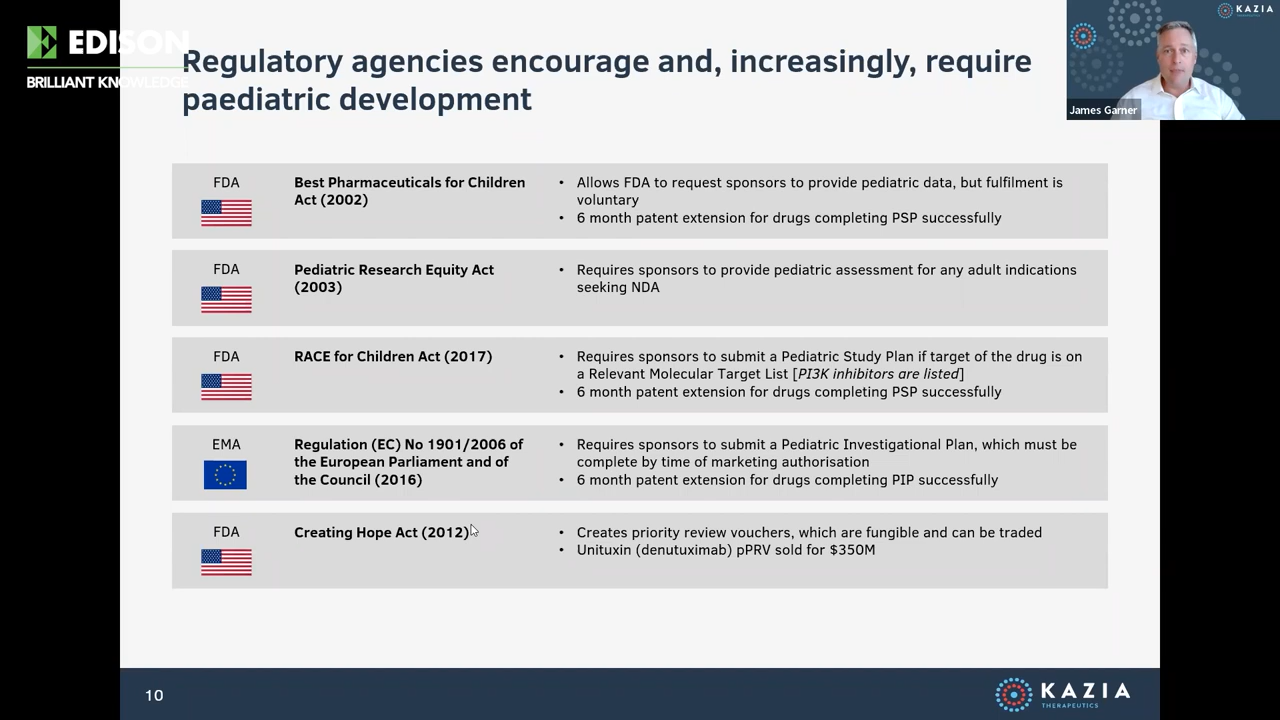 EDISON
BRILLIANT KNOWLEDGE
KAZIA
THERAPEUTICS
James Garner
Regulatory agencies encourage and, increasingly, require
paediatric development
FDA
Best Pharmaceuticals for Children
Act (2002)
• Allows FDA to request sponsors to provide pediatric data, but fulfilment is
voluntary
• 6 month patent extension for drugs completing PSP successfully
FDA
Pediatric Research Equity Act
(2003)
• Requires sponsors to provide pediatric assessment for any adult indications
seeking NDA
FDA
RACE for Children Act (2017)
• Requires sponsors to submit a Pediatric Study Plan if target of the drug is on
a Relevant Molecular Target List [PI3K inhibitors are listed]
• 6 month patent extension for drugs completing PSP successfully
EMA
Regulation (EC) No 1901/2006 of
the European Parliament and of
the Council (2016)
• Requires sponsors to submit a Pediatric Investigational Plan, which must be
complete by time of marketing authorisation
• 6 month patent extension for drugs completing PIP successfully
FDA
Creating Hope Act (2012)
• Creates priority review vouchers, which are fungible and can be traded
• Unituxin (denutuximab) pPRV sold for $350M
10
KAZIA
THERAPEUTICS